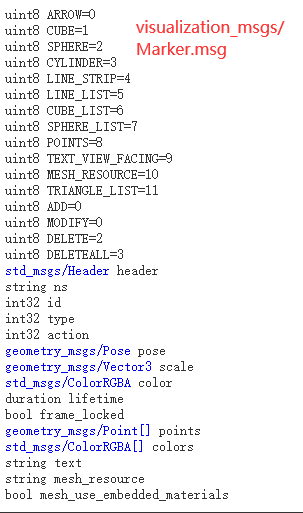 uint8 ARROW=0
uint8 CUBE=1
uint8 SPHERE=2
uint8 CYLINDER=3
uint8 LINE_STRIP=4
uint8 LINE_LIST=5
uint8 CUBE_LIST=6
uint8 SPHERE_LIST=7
uint8 POINTS=8
uint8 TEXT_VIEW_FACING=9
uint8 MESH_RESOURCE=10
uint8 TRIANGLE_LIST=11
uint8 ADD=0
uint8 MODIFY=0
uint8 DELETE=2
uint8 DELETEALL=3
std_msgs/Header header
string ns
int32 id
int32 type
int32 action
geometry_msgs/Pose pose
geometry_msgs/Vector3 scale
std_msgs/ColorRGBA color
duration lifetime
bool frame_locked
geometry_msgs/Point[] points
std_msgs/ColorRGBA[] colors
string text
string mesh_resource
bool mesh_use_embedded_materials
visualization_msgs/
Marker.msg